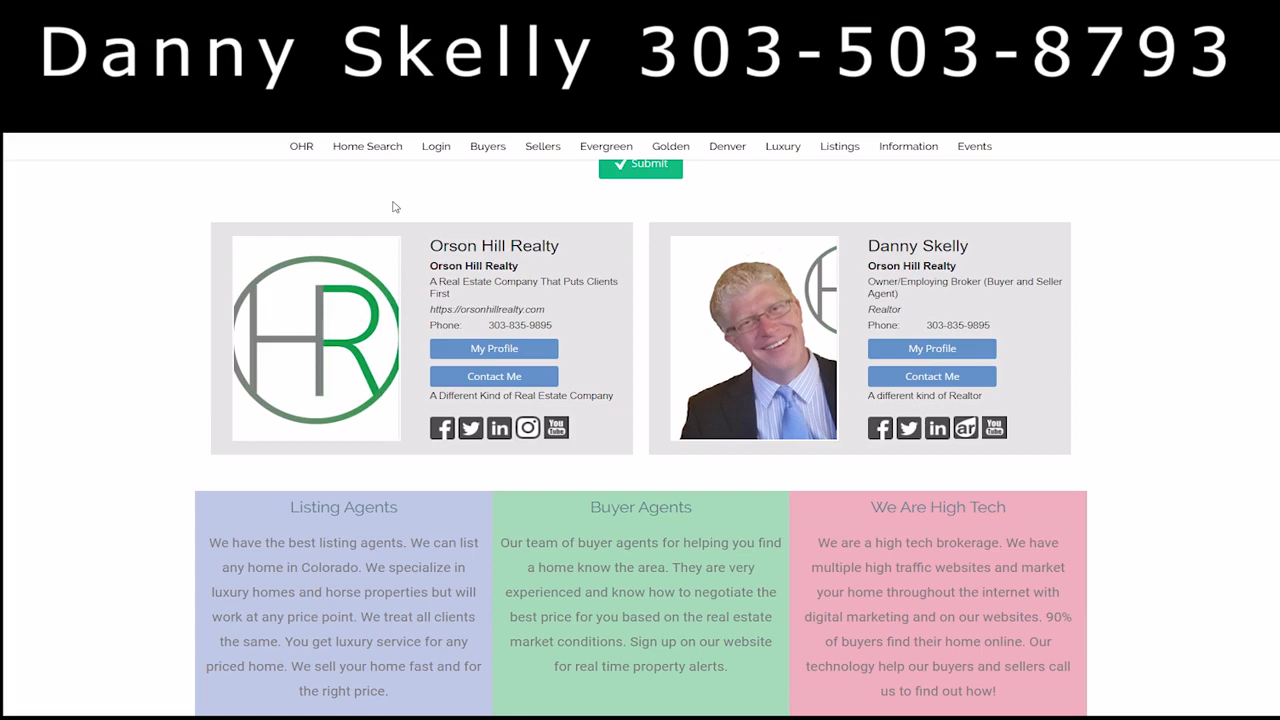 Danny Skelly 303-503-8793
OHR Home Search Login Buyers Sellers Evergreen Golden Denver Luxury Listings Information Events
Submit
HR
Orson Hill Realty
Orson Hill Realty
A Real Estate Company That Puts Clients
First
https://orsonhillrealty.com
Phone: 303-835-9895
My Profile
Contact Me
A Different Kind of Real Estate Company
You
Tube
Danny Skelly
Orson Hill Realty
Owner/Employing Broker (Buyer and Seller
Agent)
Realtor
Phone: 303-835-9895
My Profile
Contact Me
A different kind of Realtor
You
Tube
Listing Agents
We have the best listing agents. We can list
any home in Colorado. We specialize in
luxury homes and horse properties but will
work at any price point. We treat all clients
the same. You get luxury service for any
priced home. We sell your home fast and for
the right price.
Buyer Agents
Our team of buyer agents for helping you find
a home know the area. They are very
experienced and know how to negotiate the
best price for you based on the real estate
market conditions. Sign up on our website
for real time property alerts.
We Are High Tech
We are a high tech brokerage. We have
multiple high traffic websites and market
your home throughout the internet with
digital marketing and on our websites. 90%
of buyers find their home online. Our
technology help our buyers and sellers call
us to find out how!